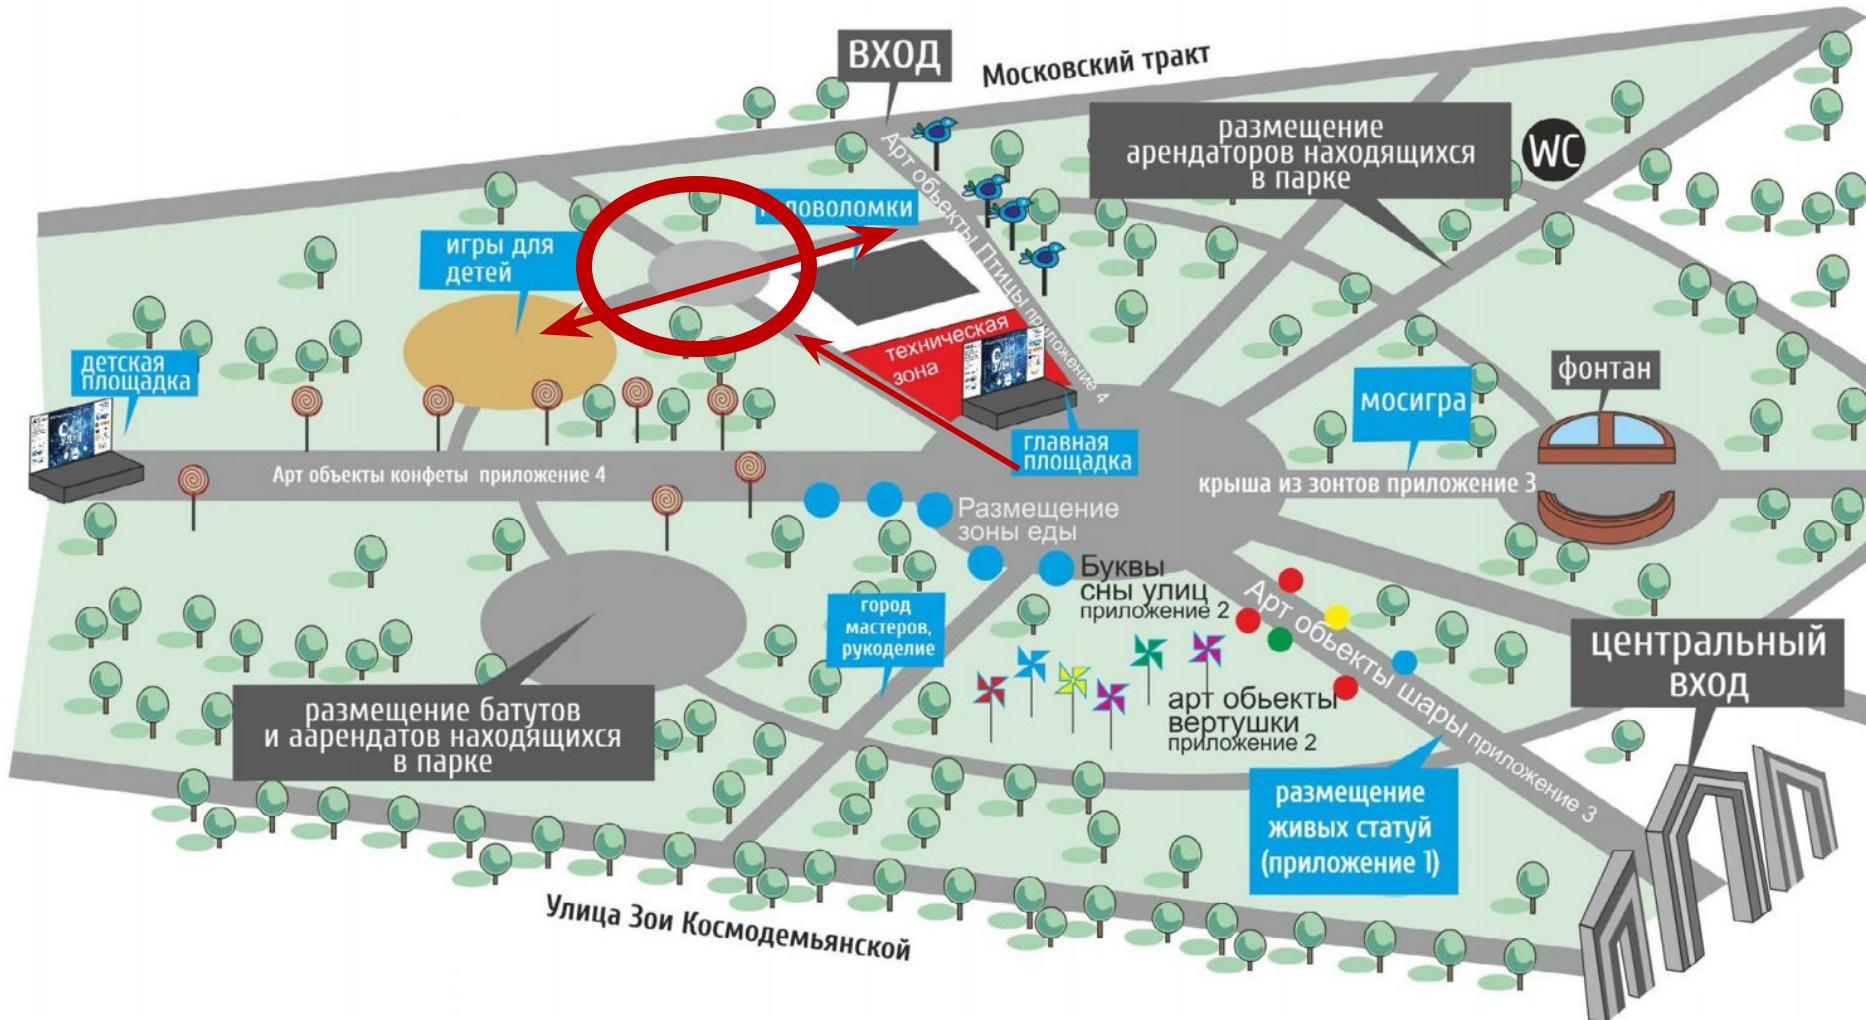 ВХОД
Московский тракт
размещение
арендаторов находящихся
в парке
WC
Арт объекты Птицы приложение 4
игры для
детей
детская
площадка
техническая
зона
главная
площадка
мосигра
фонтан
Арт объекты конфеты приложение 4
крыша из зонтов приложение 3
Размещение
зоны еды
Буквы
сны улиц
приложение 2
город
мастеров,
рукоделие
Арт обьекты шары приложение 3
арт обьекты
вертушки
приложение 2
центральный
вход
размещение батутов
и аарендатов находящихся
в парке
размещение
живых статуй
(приложение 1)
Улица Зои Космодемьянской